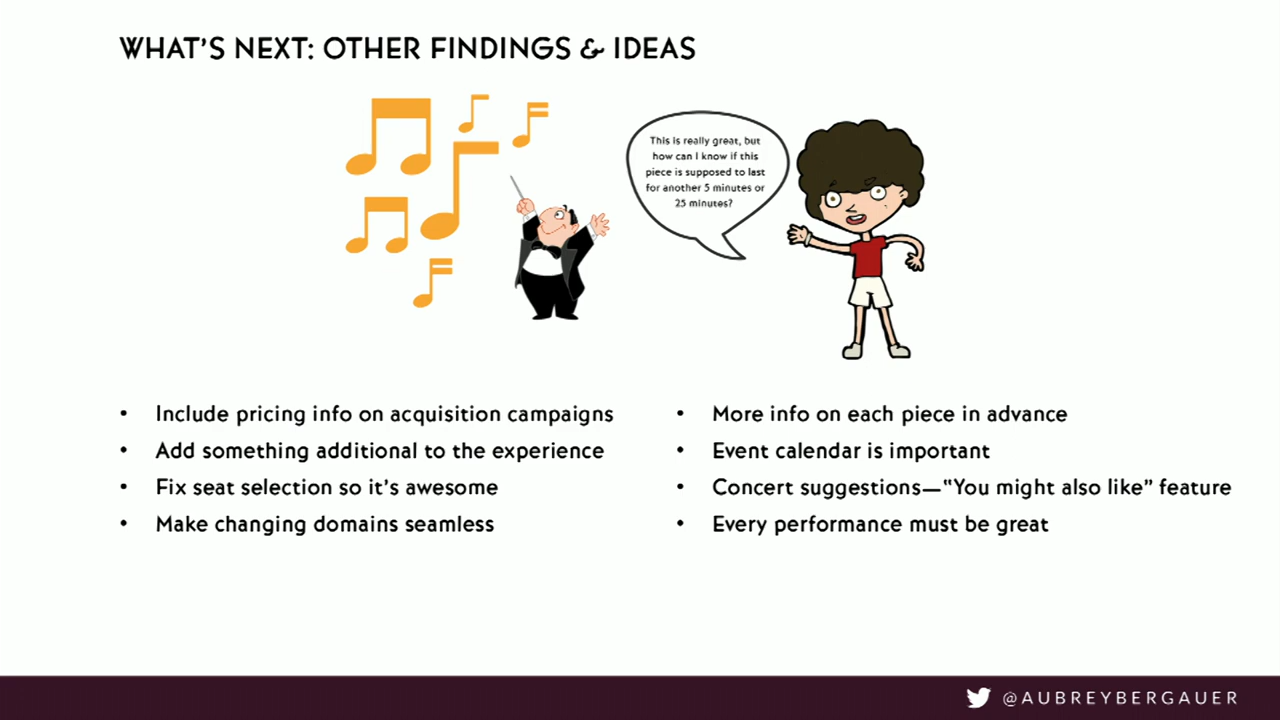 WHAT'S NEXT: OTHER FINDINGS & IDEAS
This is really great, but
how can I know if this
piece is supposed to last
for another 5 minutes or
25 minutes?
• Include pricing info on acquisition campaigns
• Add something additional to the experience
• Fix seat selection so it's awesome
• Make changing domains seamless
• More info on each piece in advance
• Event calendar is important
• Concert suggestions—"You might also like" feature
• Every performance must be great
@AUBREYBERGAUER